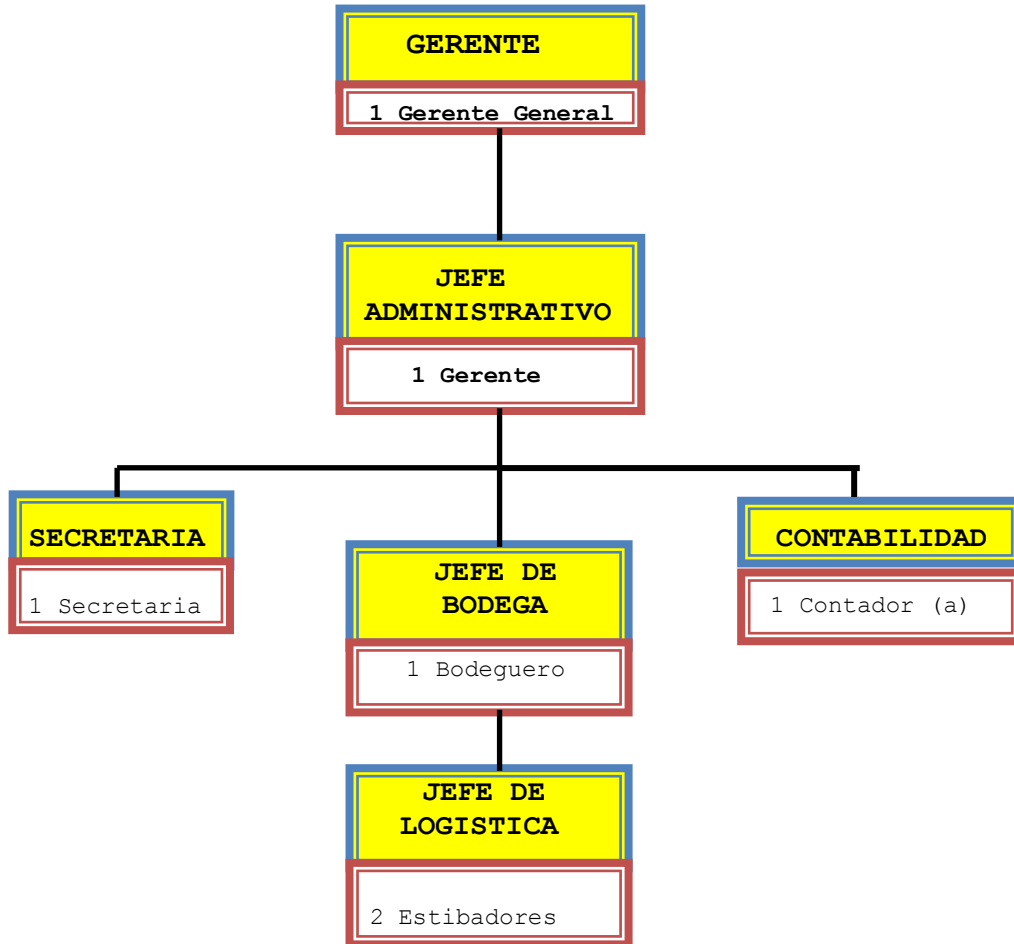 GERENTE
1 Gerente General
JEFE
ADMINISTRATIVO
1 Gerente
SECRETARIA
1 Secretaria
JEFE DE
BODEGA
1 Bodeguero
CONTABILIDAD
1 Contador (a)
JEFE DE
LOGISTICA
2 Estibadores